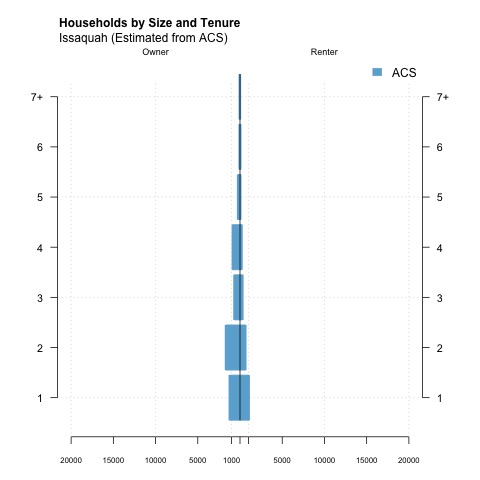 Households by Size and Tenure
Issaquah (Estimated from ACS)
Owner Renter
ACS
7+ 7+
6 6
5 5
4 4
3 3
2 2
1 1
20000 15000 10000 5000 1000 5000 10000 15000 20000